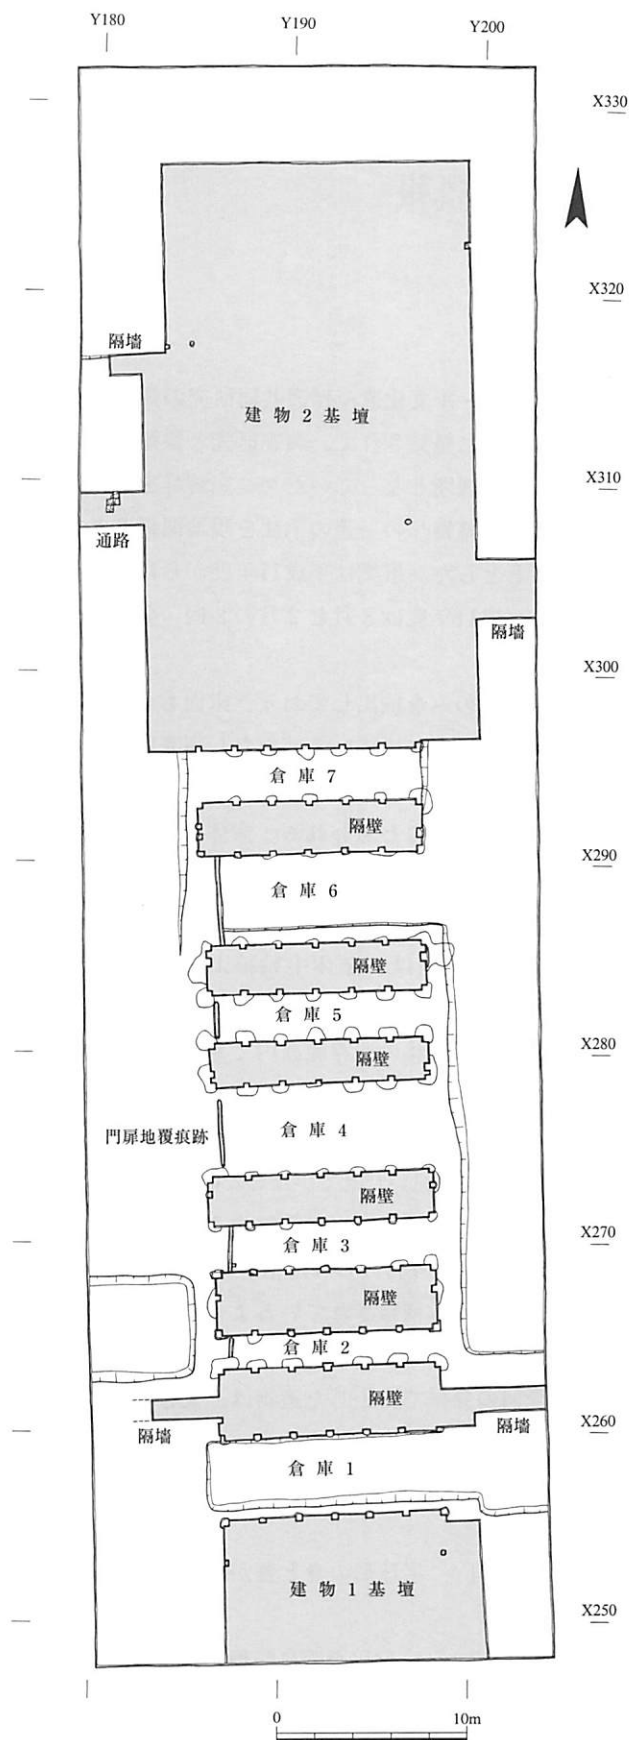 Y180 Y190 Y200
X330
X320
隔墻
建物2基壇
X310
通路
隔墻
X300
倉庫7
隔壁
X290
倉庫6
隔壁
倉庫5
X280
隔壁
門扉地覆痕跡
倉庫4
隔壁
X270
倉庫3
隔壁
倉庫2
隔壁
X260
隔墻
隔墻
倉庫1
建物1基壇
X250
0 10m